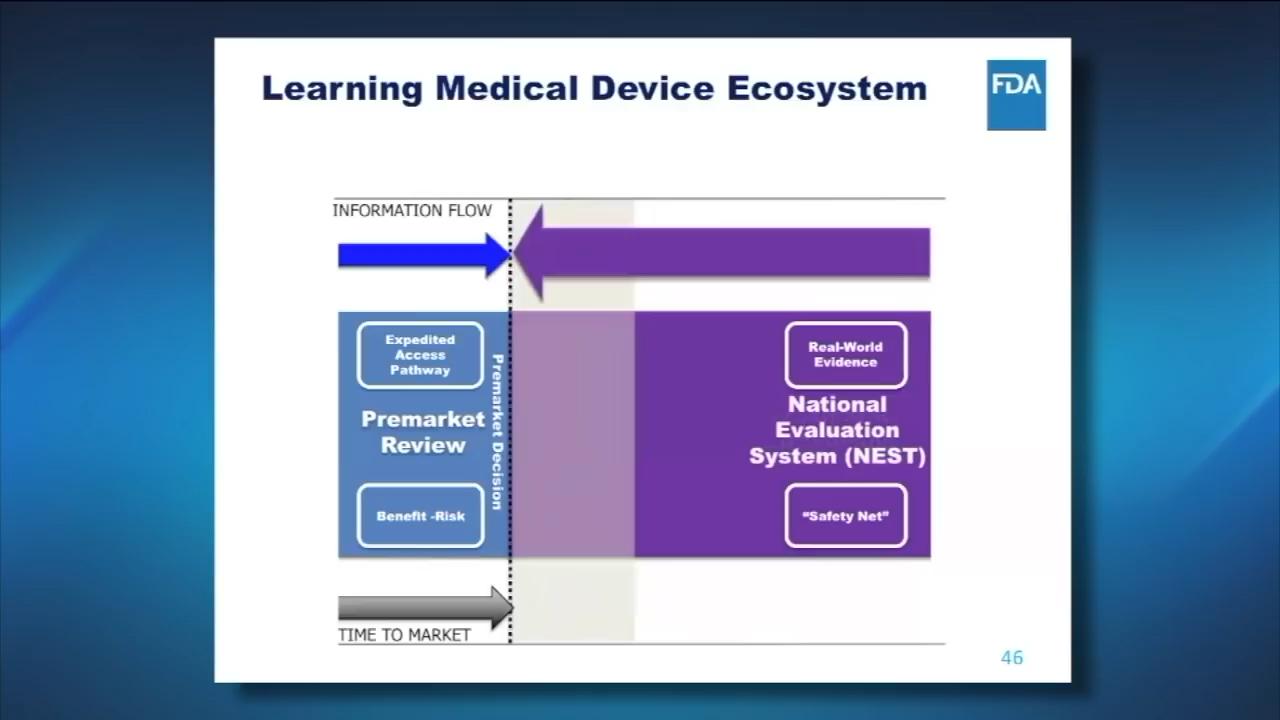 Learning Medical Device Ecosystem
FDA
INFORMATION FLOW
Expedited
Access
Pathway
Premarket
Review
Benefit -Risk
Premarket Decision
Real-World
Evidence
National
Evaluation
System (NEST)
“Safety Net”
TIME TO MARKET
46